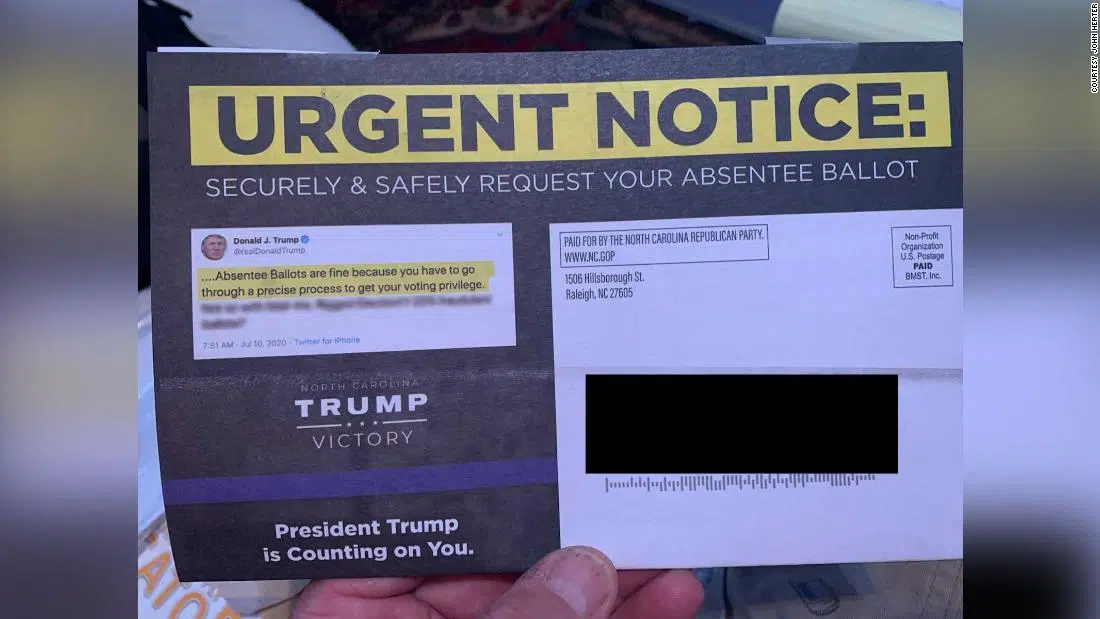 COURTESY JOHN HERTER
URGENT NOTICE:
SECURELY & SAFELY REQUEST YOUR ABSENTEE BALLOT
Donald J. Trump
@realDonaldTrump
....Absentee Ballots are fine because you have to go
through a precise process to get your voting privilege.
7:51 AM · Jul 10, 2020 · Twitter for iPhone
NORTH CAROLINA
TRUMP
VICTORY
President Trump
is Counting on You.
PAID FOR BY THE NORTH CAROLINA REPUBLICAN PARTY.
WWW.NC.GOP
1506 Hillsborough St.
Raleigh, NC 27605
Non-Profit
Organization
U.S. Postage
PAID
BMST, Inc.